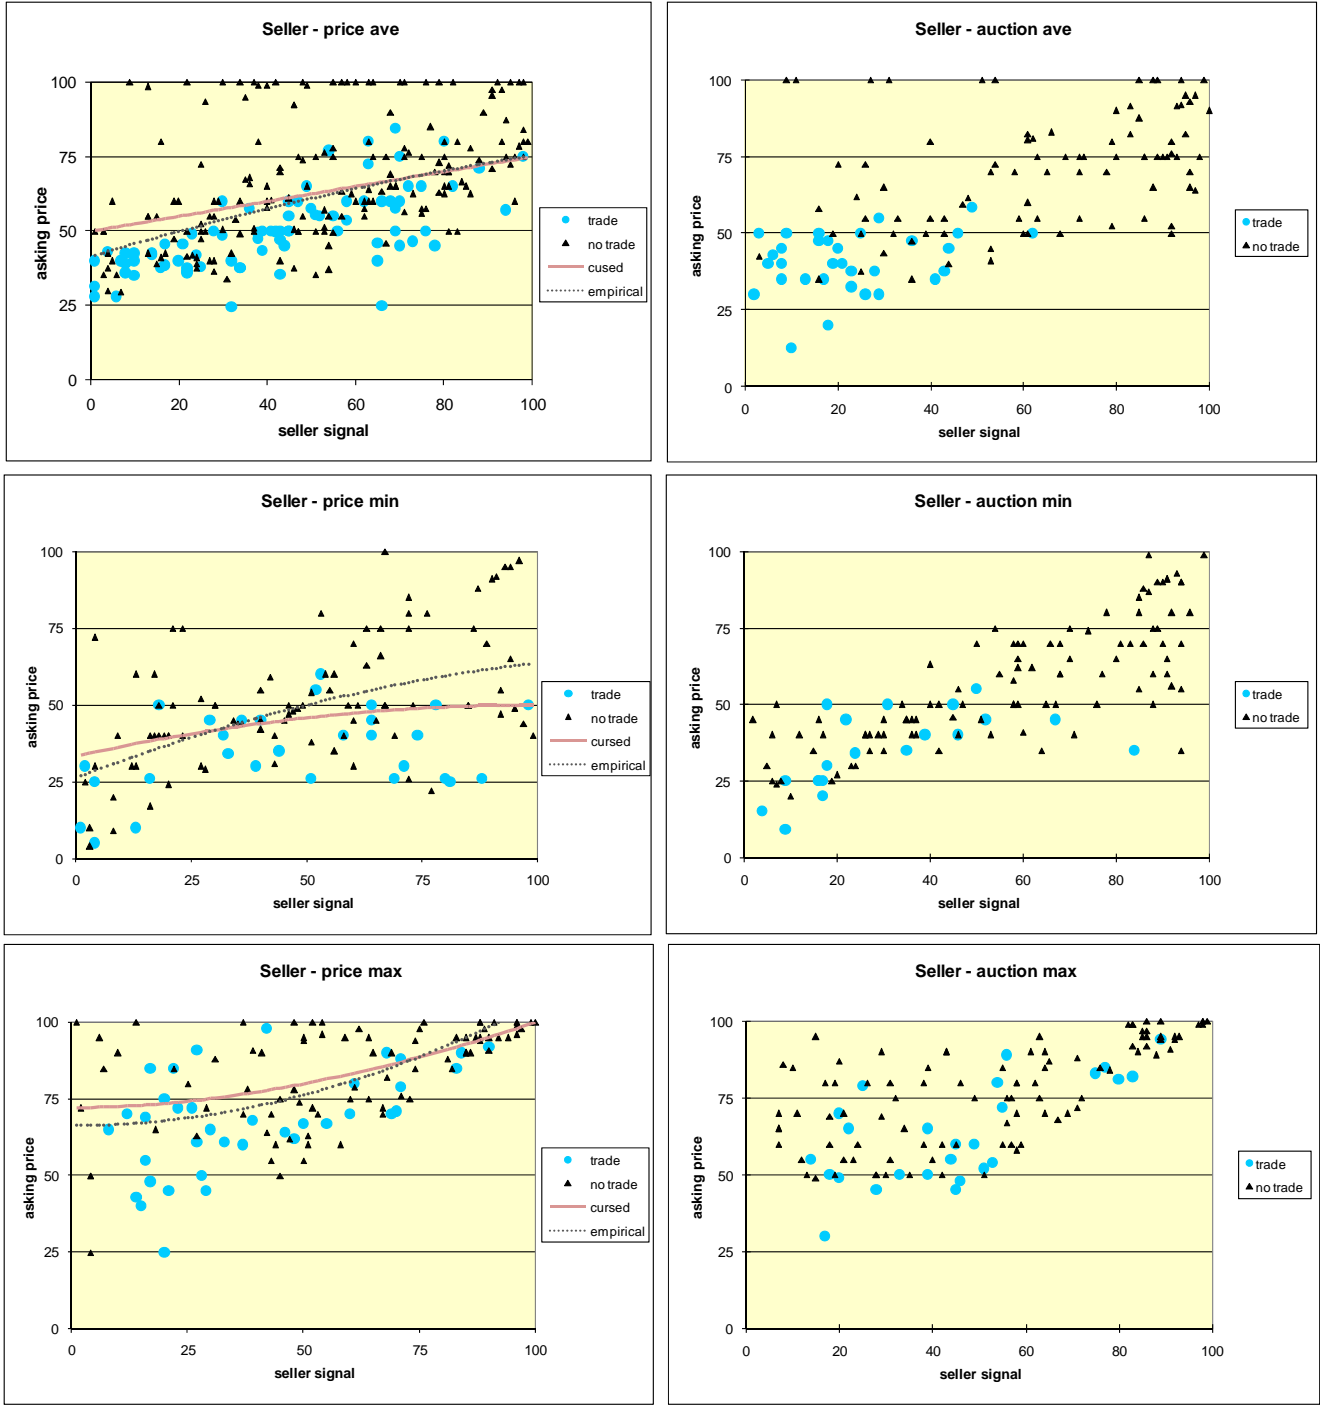 Seller - price ave
100
75
50
25
0
0 20 40 60 80 100
asking price
seller signal
trade
no trade
cused
empirical
Seller - auction ave
100
75
50
25
0
0 20 40 60 80 100
asking price
seller signal
trade
no trade
Seller - price min
100
75
50
25
0
0 25 50 75 100
asking price
seller signal
trade
no trade
cursed
empirical
Seller - auction min
100
75
50
25
0
0 20 40 60 80 100
asking price
seller signal
trade
no trade
Seller - price max
100
75
50
25
0
0 25 50 75 100
asking price
seller signal
trade
no trade
cursed
empirical
Seller - auction max
100
75
50
25
0
0 20 40 60 80 100
asking price
seller signal
trade
no trade